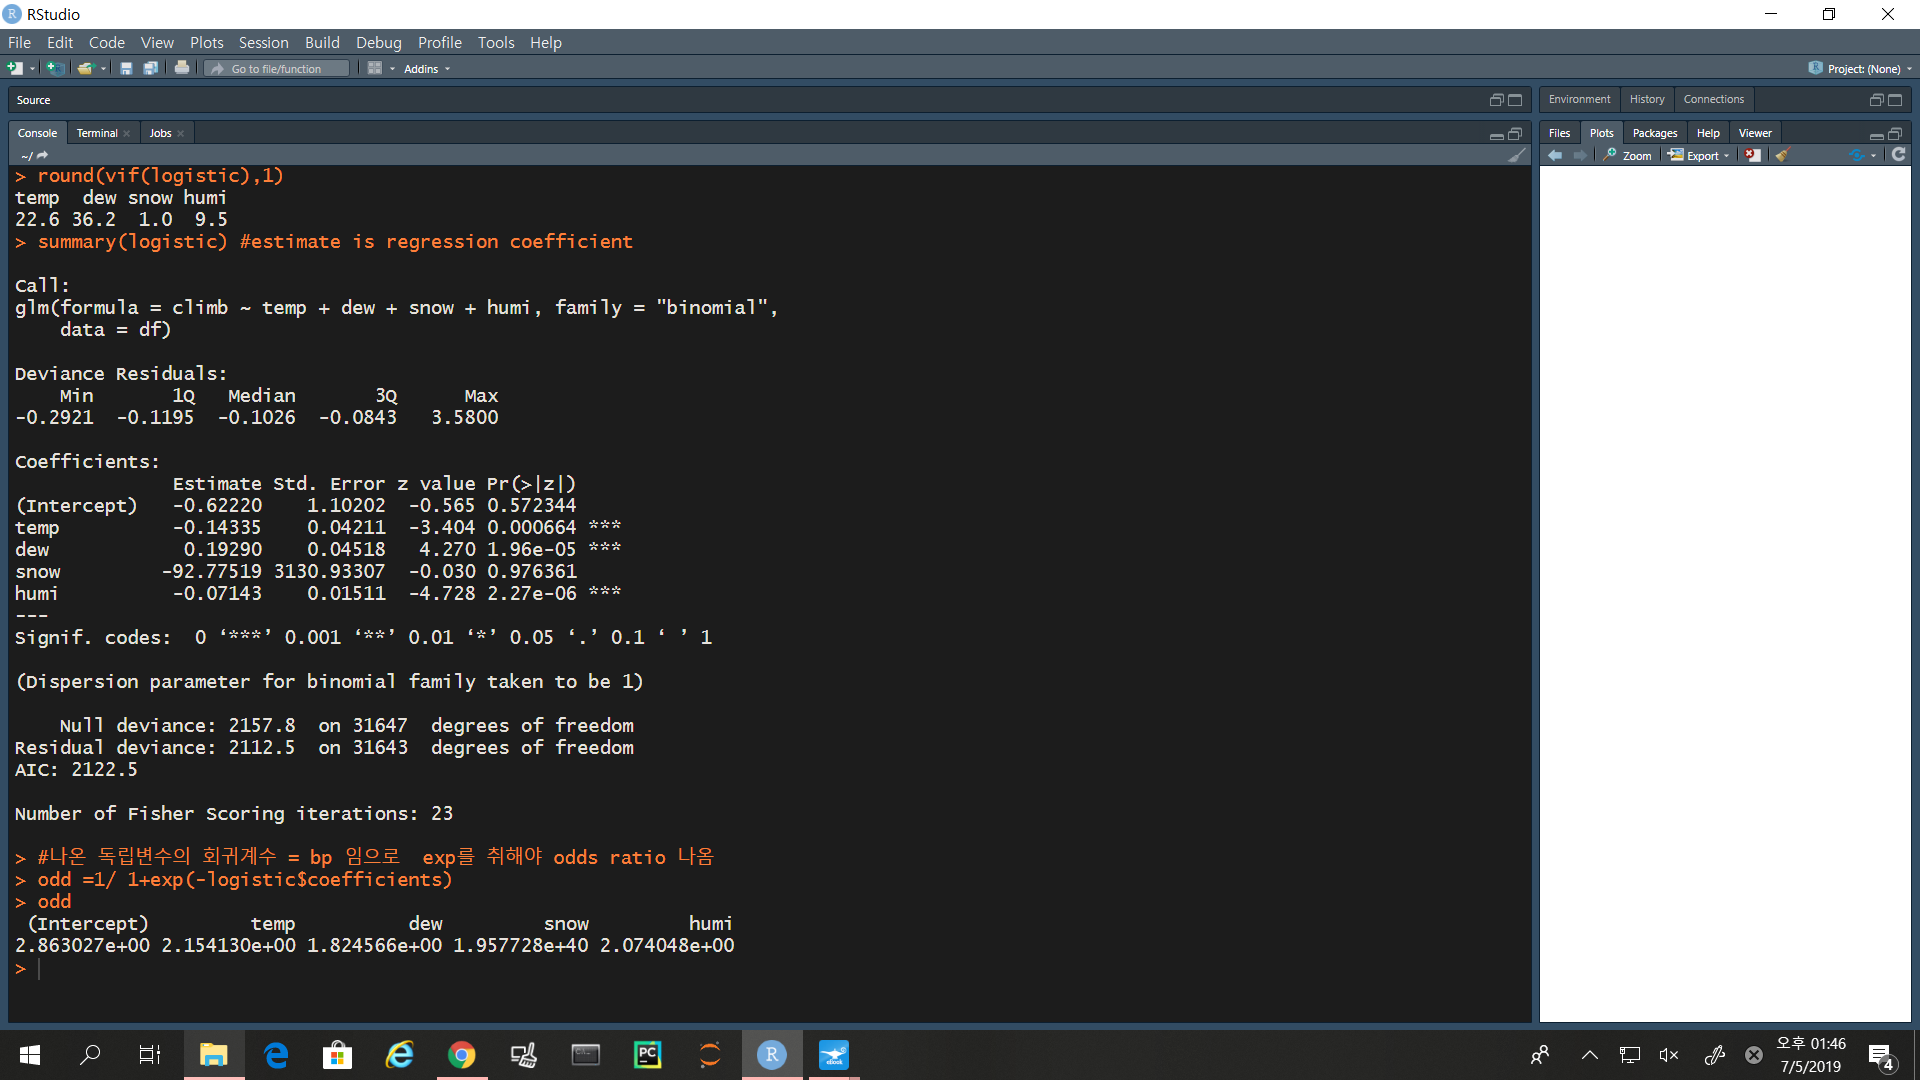 RStudio
File Edit Code View Plots Session Build Debug Profile Tools Help
Go to file/function Addins Project: (None)
Source
Environment History Connections
Console Terminal Jobs
Files Plots Packages Help Viewer
~/
Zoom Export
> round(vif(logistic),1)
temp dew snow humi
22.6 36.2 1.0 9.5
> summary(logistic) #estimate is regression coefficient
Call:
glm(formula = climb ~ temp + dew + snow + humi, family = "binomial",
data = df)
Deviance Residuals:
Min 1Q Median 3Q Max
-0.2921 -0.1195 -0.1026 -0.0843 3.5800
Coefficients:
Estimate Std. Error z value Pr(>|z|)
(Intercept) -0.62220 1.10202 -0.565 0.572344
temp -0.14335 0.04211 -3.404 0.000664 ***
dew 0.19290 0.04518 4.270 1.96e-05 ***
snow -92.77519 3130.93307 -0.030 0.976361
humi -0.07143 0.01511 -4.728 2.27e-06 ***
---
Signif. codes: 0 ‘***’ 0.001 ‘**’ 0.01 ‘*’ 0.05 ‘.’ 0.1 ‘ ’ 1
(Dispersion parameter for binomial family taken to be 1)
Null deviance: 2157.8 on 31647 degrees of freedom
Residual deviance: 2112.5 on 31643 degrees of freedom
AIC: 2122.5
Number of Fisher Scoring iterations: 23
> #나온 독립변수의 회귀계수 = bp 임으로 exp를 취해야 odds ratio 나옴
> odd =1/ 1+exp(-logistic$coefficients)
> odd
(Intercept) temp dew snow humi
2.863027e+00 2.154130e+00 1.824566e+00 1.957728e+40 2.074048e+00
>
오후 01:46
7/5/2019
4